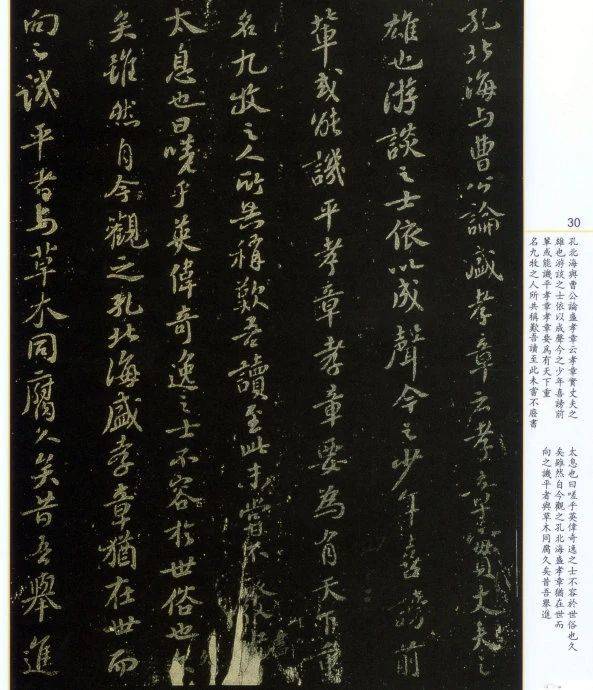 孔北海与曹公論盛孝章云孝章實丈夫之
雄也游談之士依以成聲今之少年喜謗前
輩或能譏平孝章孝章要為有天下重
名九牧之人所共稱歎吾讀至此未嘗不廢書
太息也曰嗟乎英偉奇逸之士不容於世俗也久
矣雖然自今觀之孔北海盛孝章猶在世而
向之譏平者与草木同腐久矣昔吾舉進
30
孔北海與曹公論盛孝章云孝章實丈夫之
雄也游談之士依以成聲今之少年喜謗前
輩或能譏平孝章孝章要為有天下重
名九牧之人所共稱歎吾讀至此未嘗不廢書
太息也曰嗟乎英偉奇逸之士不容於世俗也久
矣雖然自今觀之孔北海盛孝章猶在世而
向之譏平者與草木同腐久矣昔吾舉進